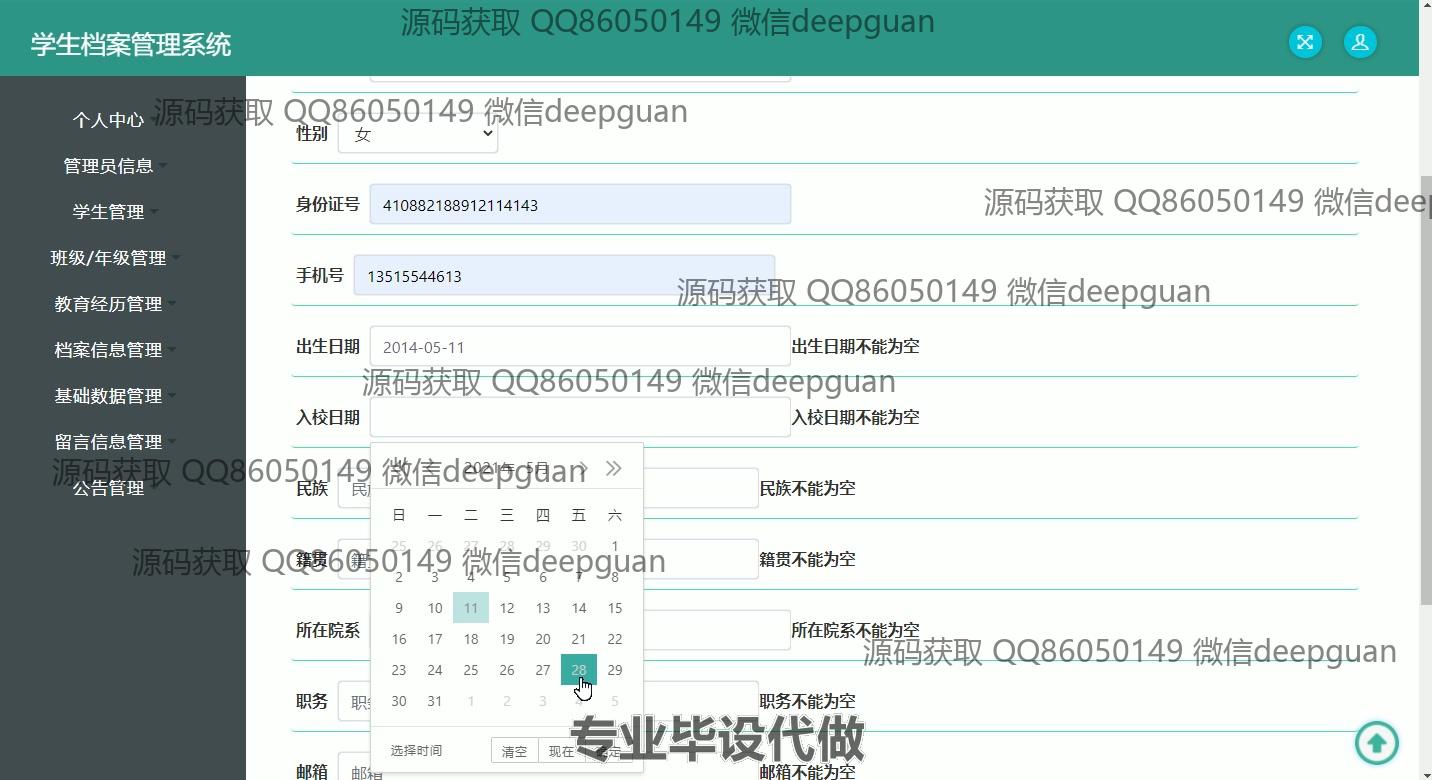 源码获取 QQ86050149 微信deepguan
学生档案管理系统
个人中心
源码获取 QQ86050149 微信deepguan
性别 女
管理员信息
身份证号 410882188912114143
源码获取 QQ86050149 微信deep
学生管理
班级/年级管理
手机号 13515544613
源码获取 QQ86050149 微信deepguan
教育经历管理
出生日期 2014-05-11 出生日期不能为空
档案信息管理
源码获取 QQ86050149 微信deepguan
基础数据管理
入校日期 入校日期不能为空
留言信息管理
2021年 5月
源码获取 QQ86050149 微信deepguan
公告管理
民族 民族不能为空
日 一 二 三 四 五 六
25 26 27 28 29 30 1
源码获取 QQ86050149 微信deepguan
籍贯 籍贯不能为空
2 3 4 5 6 7 8
9 10 11 12 13 14 15
所在院系 所在院系不能为空
16 17 18 19 20 21 22
源码获取 QQ86050149 微信deepguan
23 24 25 26 27 28 29
30 31 1 2 3 4 5
职务 职务不能为空
专业毕设代做
选择时间 清空 现在 确定
邮箱 邮箱 邮箱不能为空